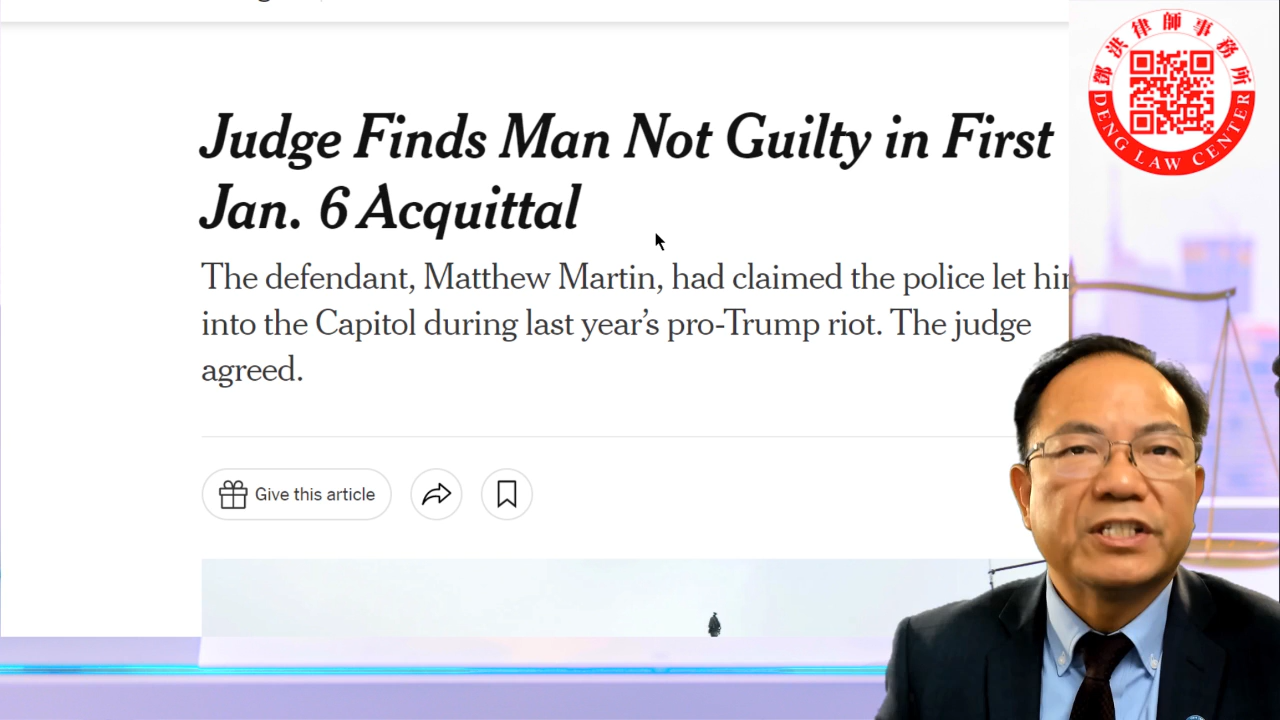 Judge Finds Man Not Guilty in First
Jan. 6 Acquittal
The defendant, Matthew Martin, had claimed the police let hi
into the Capitol during last year's pro-Trump riot. The judge
agreed.
Give this article
鄧洪律師事務所
DENG LAW CENTER